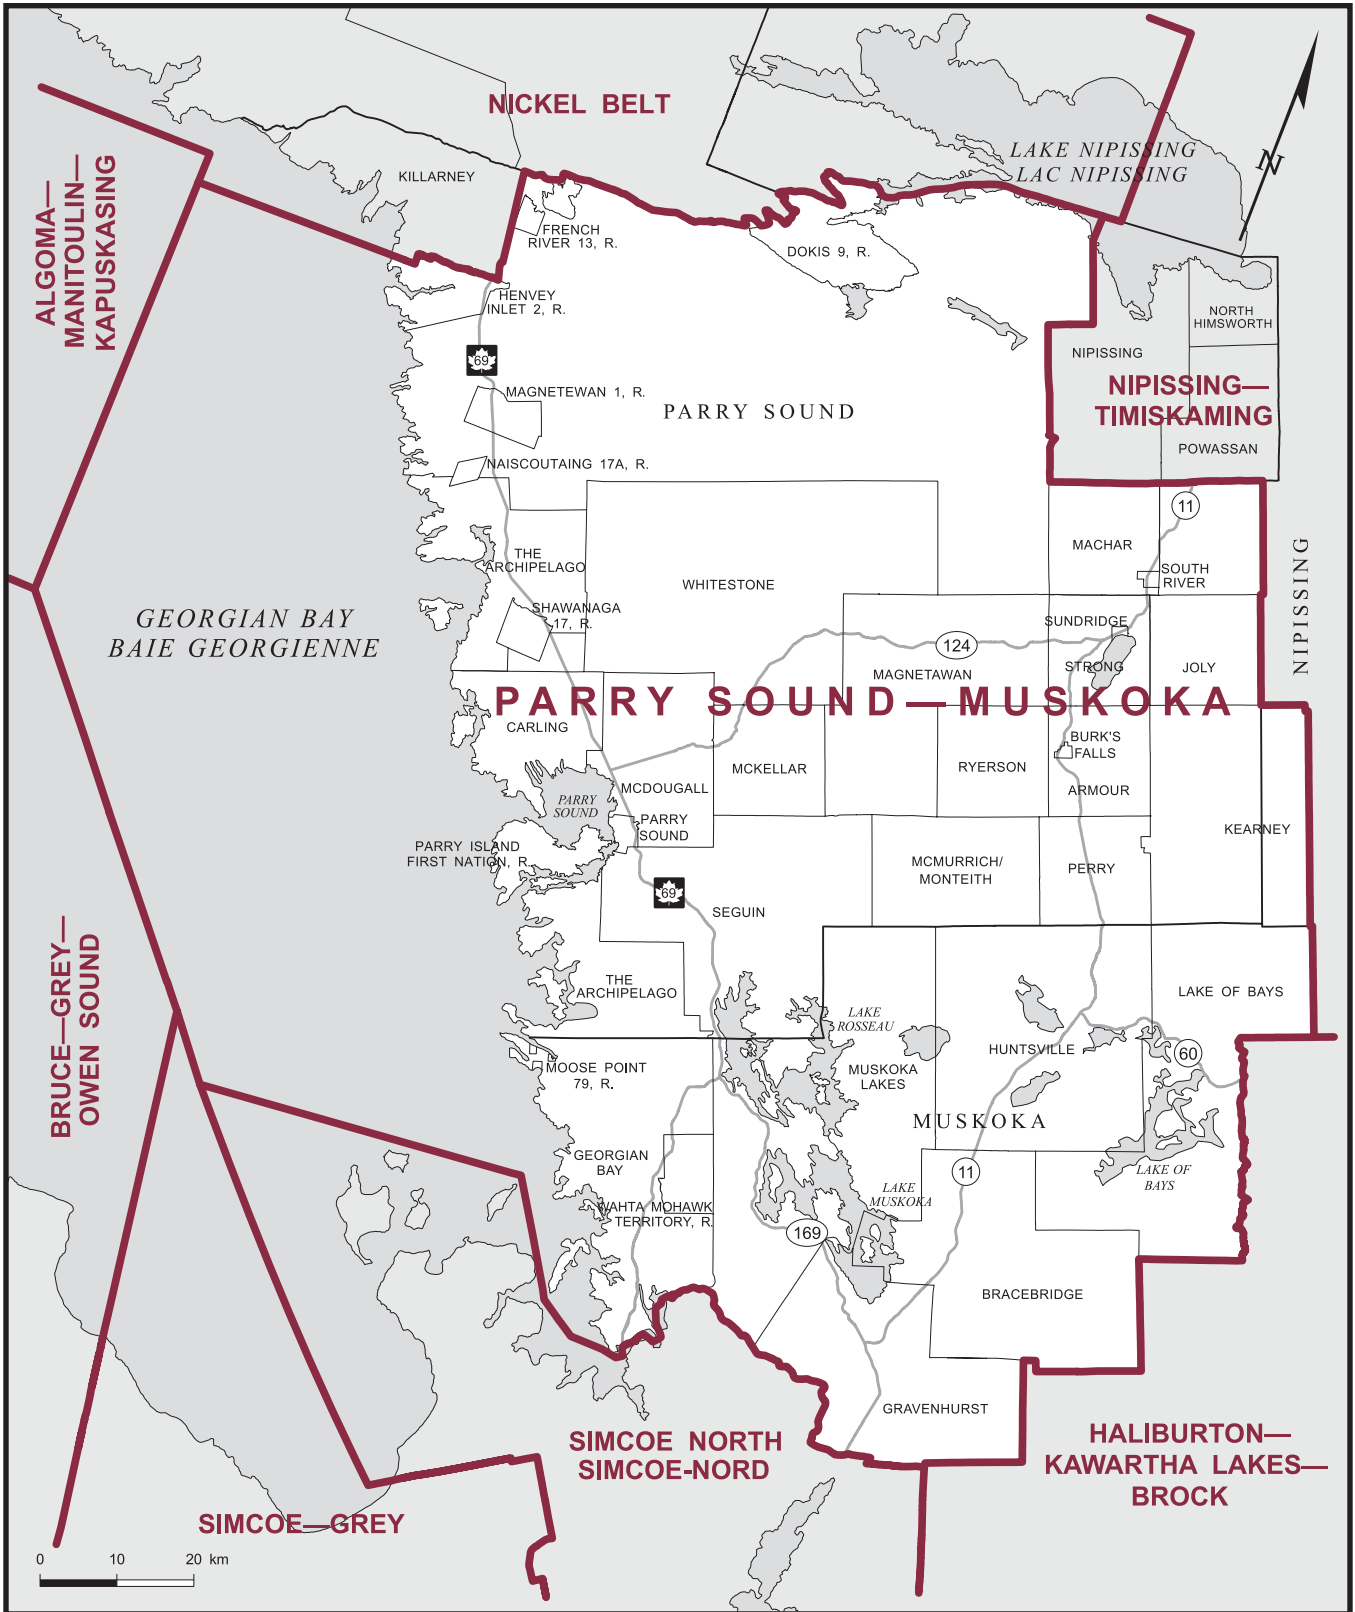 NICKEL BELT
LAKE NIPISSING
LAC NIPISSING
N
ALGOMA—
MANITOULIN—
KAPUSKASING
KILLARNEY
FRENCH
RIVER 13, R.
DOKIS 9, R.
HENVEY
INLET 2, R.
NORTH
HIMSWORTH
NIPISSING
69
MAGNETEWAN 1, R.
PARRY SOUND
NIPISSING—
TIMISKAMING
POWASSAN
NAISCOUTAING 17A, R.
11
MACHAR
SOUTH
RIVER
NIPISSING
THE
ARCHIPELAGO
WHITESTONE
SHAWANAGA
17, R.
SUNDRIDGE
GEORGIAN BAY
BAIE GEORGIENNE
124
MAGNETAWAN
STRONG
JOLY
PARRY SOUND—MUSKOKA
CARLING
BURK'S
FALLS
MCKELLAR
RYERSON
MCDOUGALL
ARMOUR
PARRY
SOUND
PARRY
SOUND
KEARNEY
PARRY ISLAND
FIRST NATION, R.
MCMURRICH/
MONTEITH
PERRY
69
SEGUIN
BRUCE—GREY—
OWEN SOUND
THE
ARCHIPELAGO
LAKE OF BAYS
LAKE
ROSSEAU
HUNTSVILLE
60
MOOSE POINT
79, R.
MUSKOKA
LAKES
MUSKOKA
GEORGIAN
BAY
11
LAKE OF
BAYS
LAKE
MUSKOKA
WAHTA MOHAWK
TERRITORY, R.
169
BRACEBRIDGE
GRAVENHURST
SIMCOE NORTH
SIMCOE-NORD
HALIBURTON—
KAWARTHA LAKES—
BROCK
SIMCOE—GREY
0 10 20 km